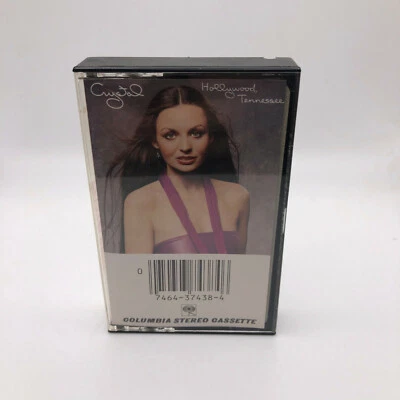 Crystal
Hollywood,
Tennessee
0
7464-37438-4
COLUMBIA STEREO CASSETTE